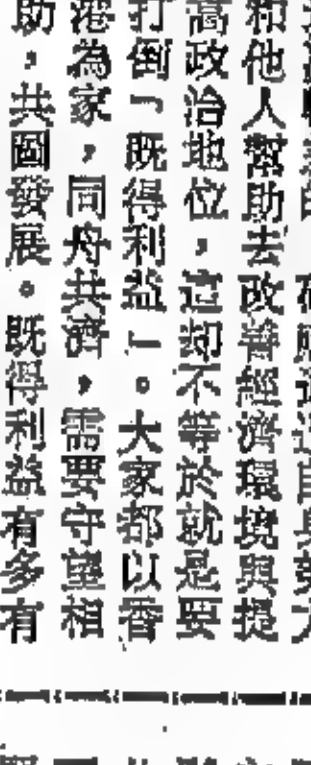 和他人幫助去改善經濟環境與提
高政治地位，這却不等於就是要
打倒「既得利益」。大家都以香
港為家，同舟共濟，需要守望相
助，共圖發展。既得利益有多有